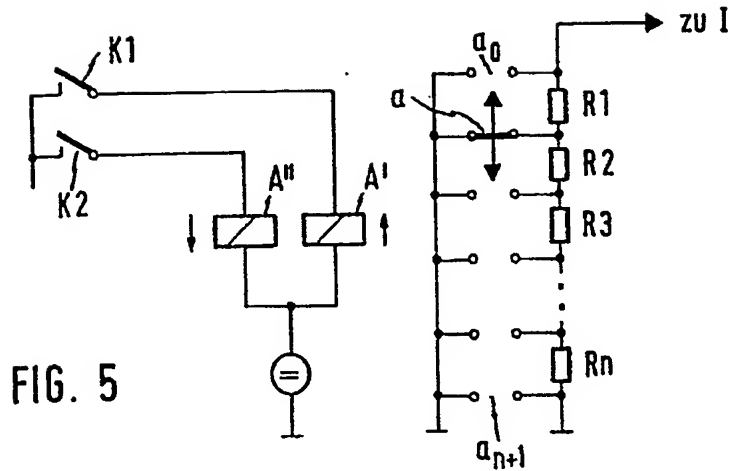 K1
K2
A''
A'
=
FIG. 5
a₀
a
aₙ₊₁
zu I
R1
R2
R3
Rn